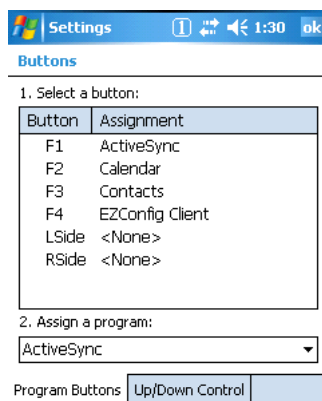 Settings 1 1:30 ok
Buttons
1. Select a button:
Button Assignment
F1 ActiveSync
F2 Calendar
F3 Contacts
F4 EZConfig Client
LSide <None>
RSide <None>
2. Assign a program:
ActiveSync
Program Buttons Up/Down Control